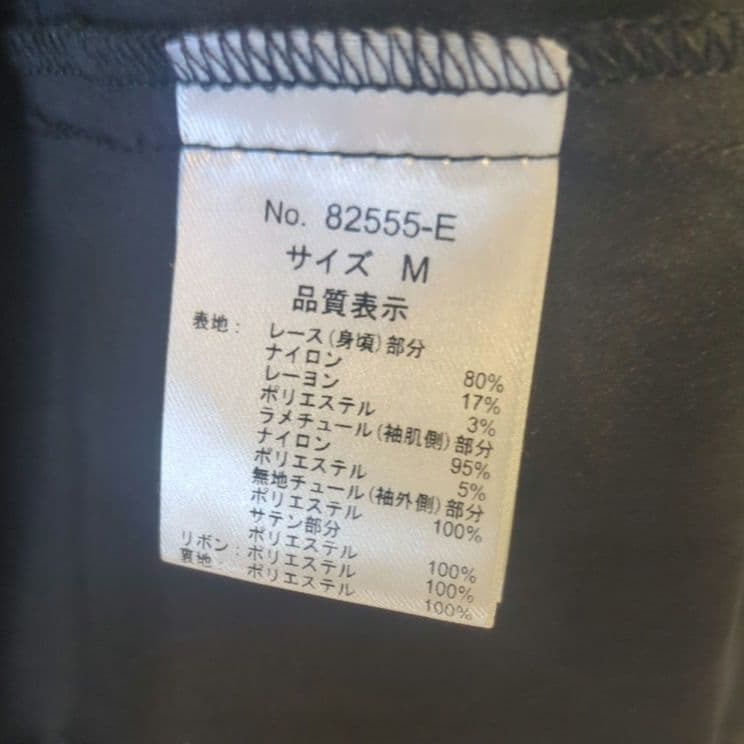 No. 82555-E
サイズ M
品質表示
表地: レース(身頃)部分
ナイロン 80%
レーヨン 17%
ポリエステル 3%
ラメチュール(袖肌側)部分
ナイロン 95%
ポリエステル 5%
無地チュール(袖外側)部分
ポリエステル 100%
サテン部分
ポリエステル 100%
リボン: ポリエステル 100%
裏地: ポリエステル 100%